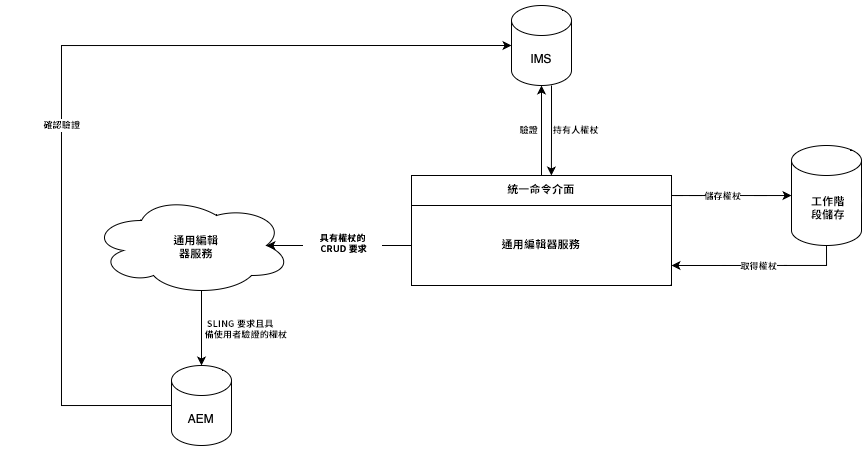 IMS
確認驗證
驗證
持有人權杖
統一命令介面
儲存權杖
工作階
段儲存
通用編輯
器服務
具有權杖的
CRUD 要求
通用編輯器服務
取得權杖
SLING 要求且具
備使用者驗證的權杖
AEM